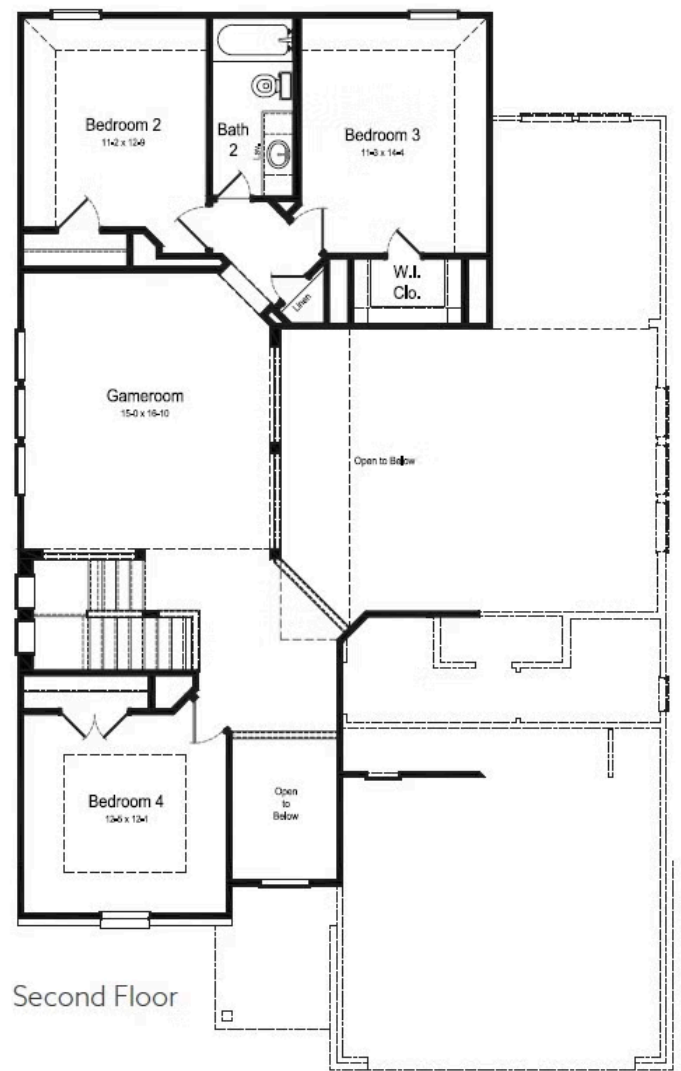 Bedroom 2
11-2 x 12-9
Bath
2
Lav.
Bedroom 3
11-3 x 14-4
W.I.
Clo.
Linen
Gameroom
15-0 x 16-10
Open to Below
Bedroom 4
12-5 x 12-1
Open
to
Below
Second Floor